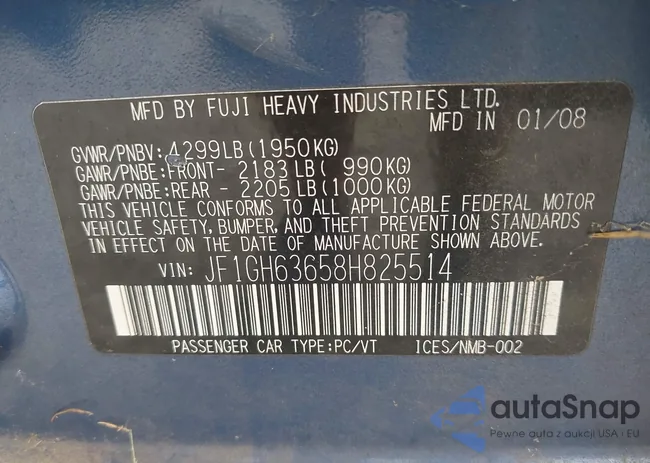 MFD BY FUJI HEAVY INDUSTRIES LTD.
MFD IN 01/08
GVWR/PNBV: 4299LB (1950KG)
GAWR/PNBE: FRONT- 2183LB ( 990KG)
GAWR/PNBE: REAR - 2205LB (1000KG)
THIS VEHICLE CONFORMS TO ALL APPLICABLE FEDERAL MOTOR
VEHICLE SAFETY, BUMPER, AND THEFT PREVENTION STANDARDS
IN EFFECT ON THE DATE OF MANUFACTURE SHOWN ABOVE.
VIN: JF1GH63658H825514
PASSENGER CAR TYPE:PC/VT ICES/NMB-002
autaSnap
Pewne auta z aukcji USA i EU